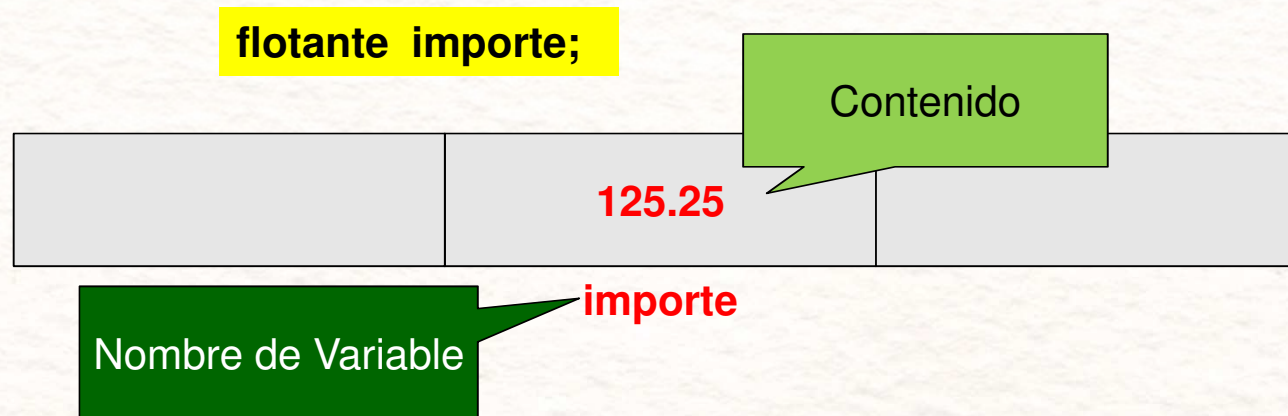 flotante importe;
Contenido
125.25
importe
Nombre de Variable